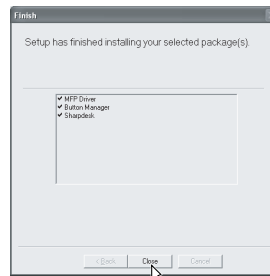 Finish
Setup has finished installing your selected package(s).
MFP Driver
Button Manager
Sharpdesk
< Back
Close
Cancel